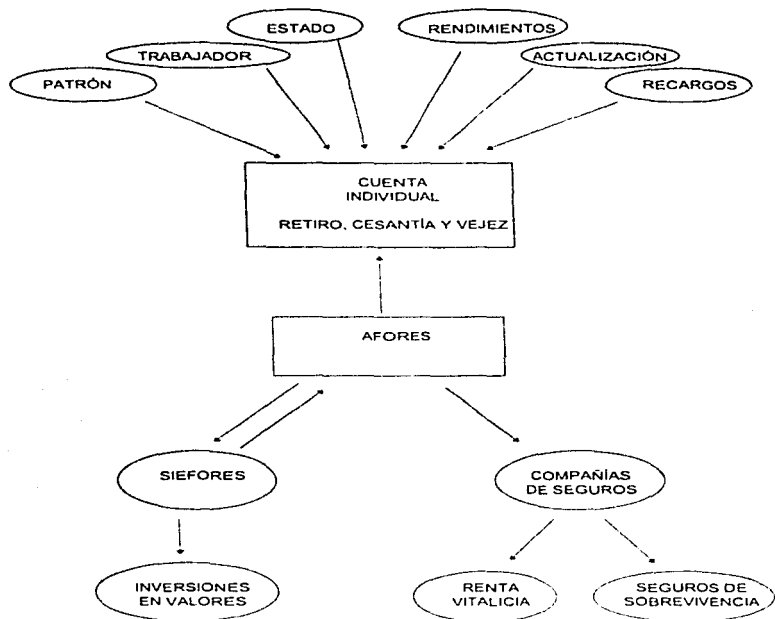 ESTADO
RENDIMIENTOS
TRABAJADOR
ACTUALIZACIÓN
PATRÓN
RECARGOS
CUENTA
INDIVIDUAL
RETIRO, CESANTÍA Y VEJEZ
AFORES
SIEFORES
COMPAÑÍAS
DE SEGUROS
INVERSIONES
EN VALORES
RENTA
VITALICIA
SEGUROS DE
SOBREVIVENCIA